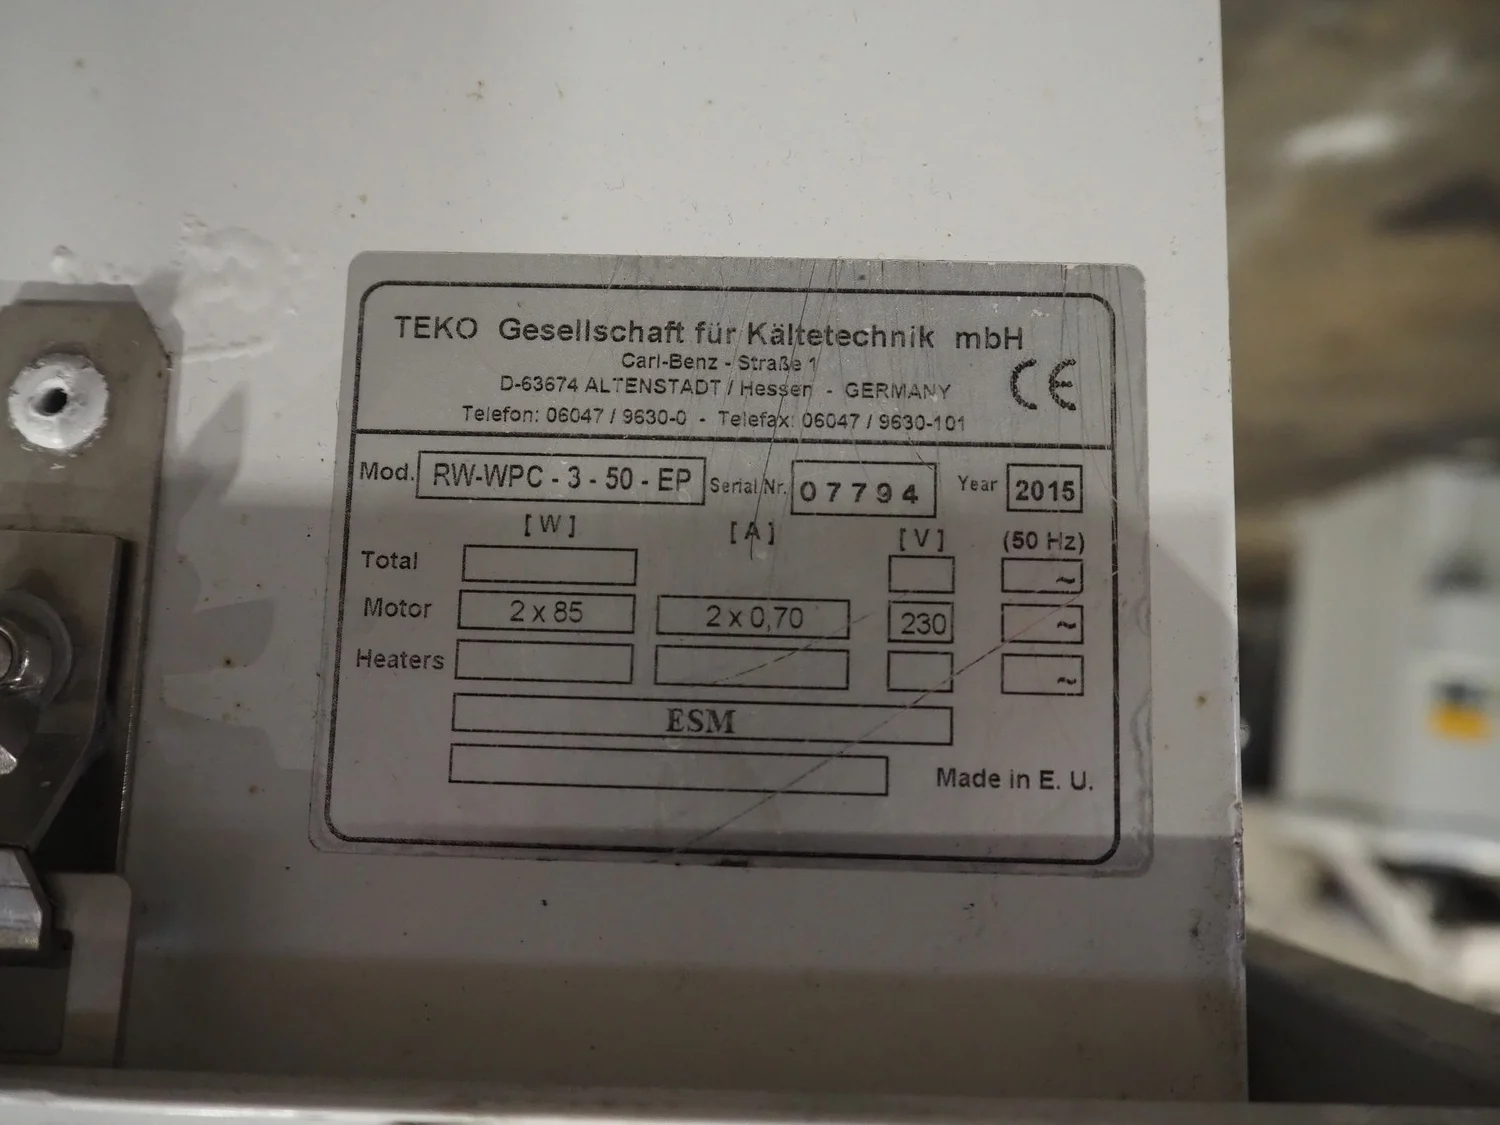 TEKO Gesellschaft für Kältetechnik mbH
Carl-Benz - Straße 1
D-63674 ALTENSTADT / Hessen - GERMANY
CE
Telefon: 06047 / 9630-0 - Telefax: 06047 / 9630-101
Mod. RW-WPC - 3 - 50 - EP Serial Nr. 07794 Year 2015
[W] [A] [V] (50 Hz)
Total ~
Motor 2 x 85 2 x 0,70 230 ~
Heaters ~
ESM
Made in E. U.